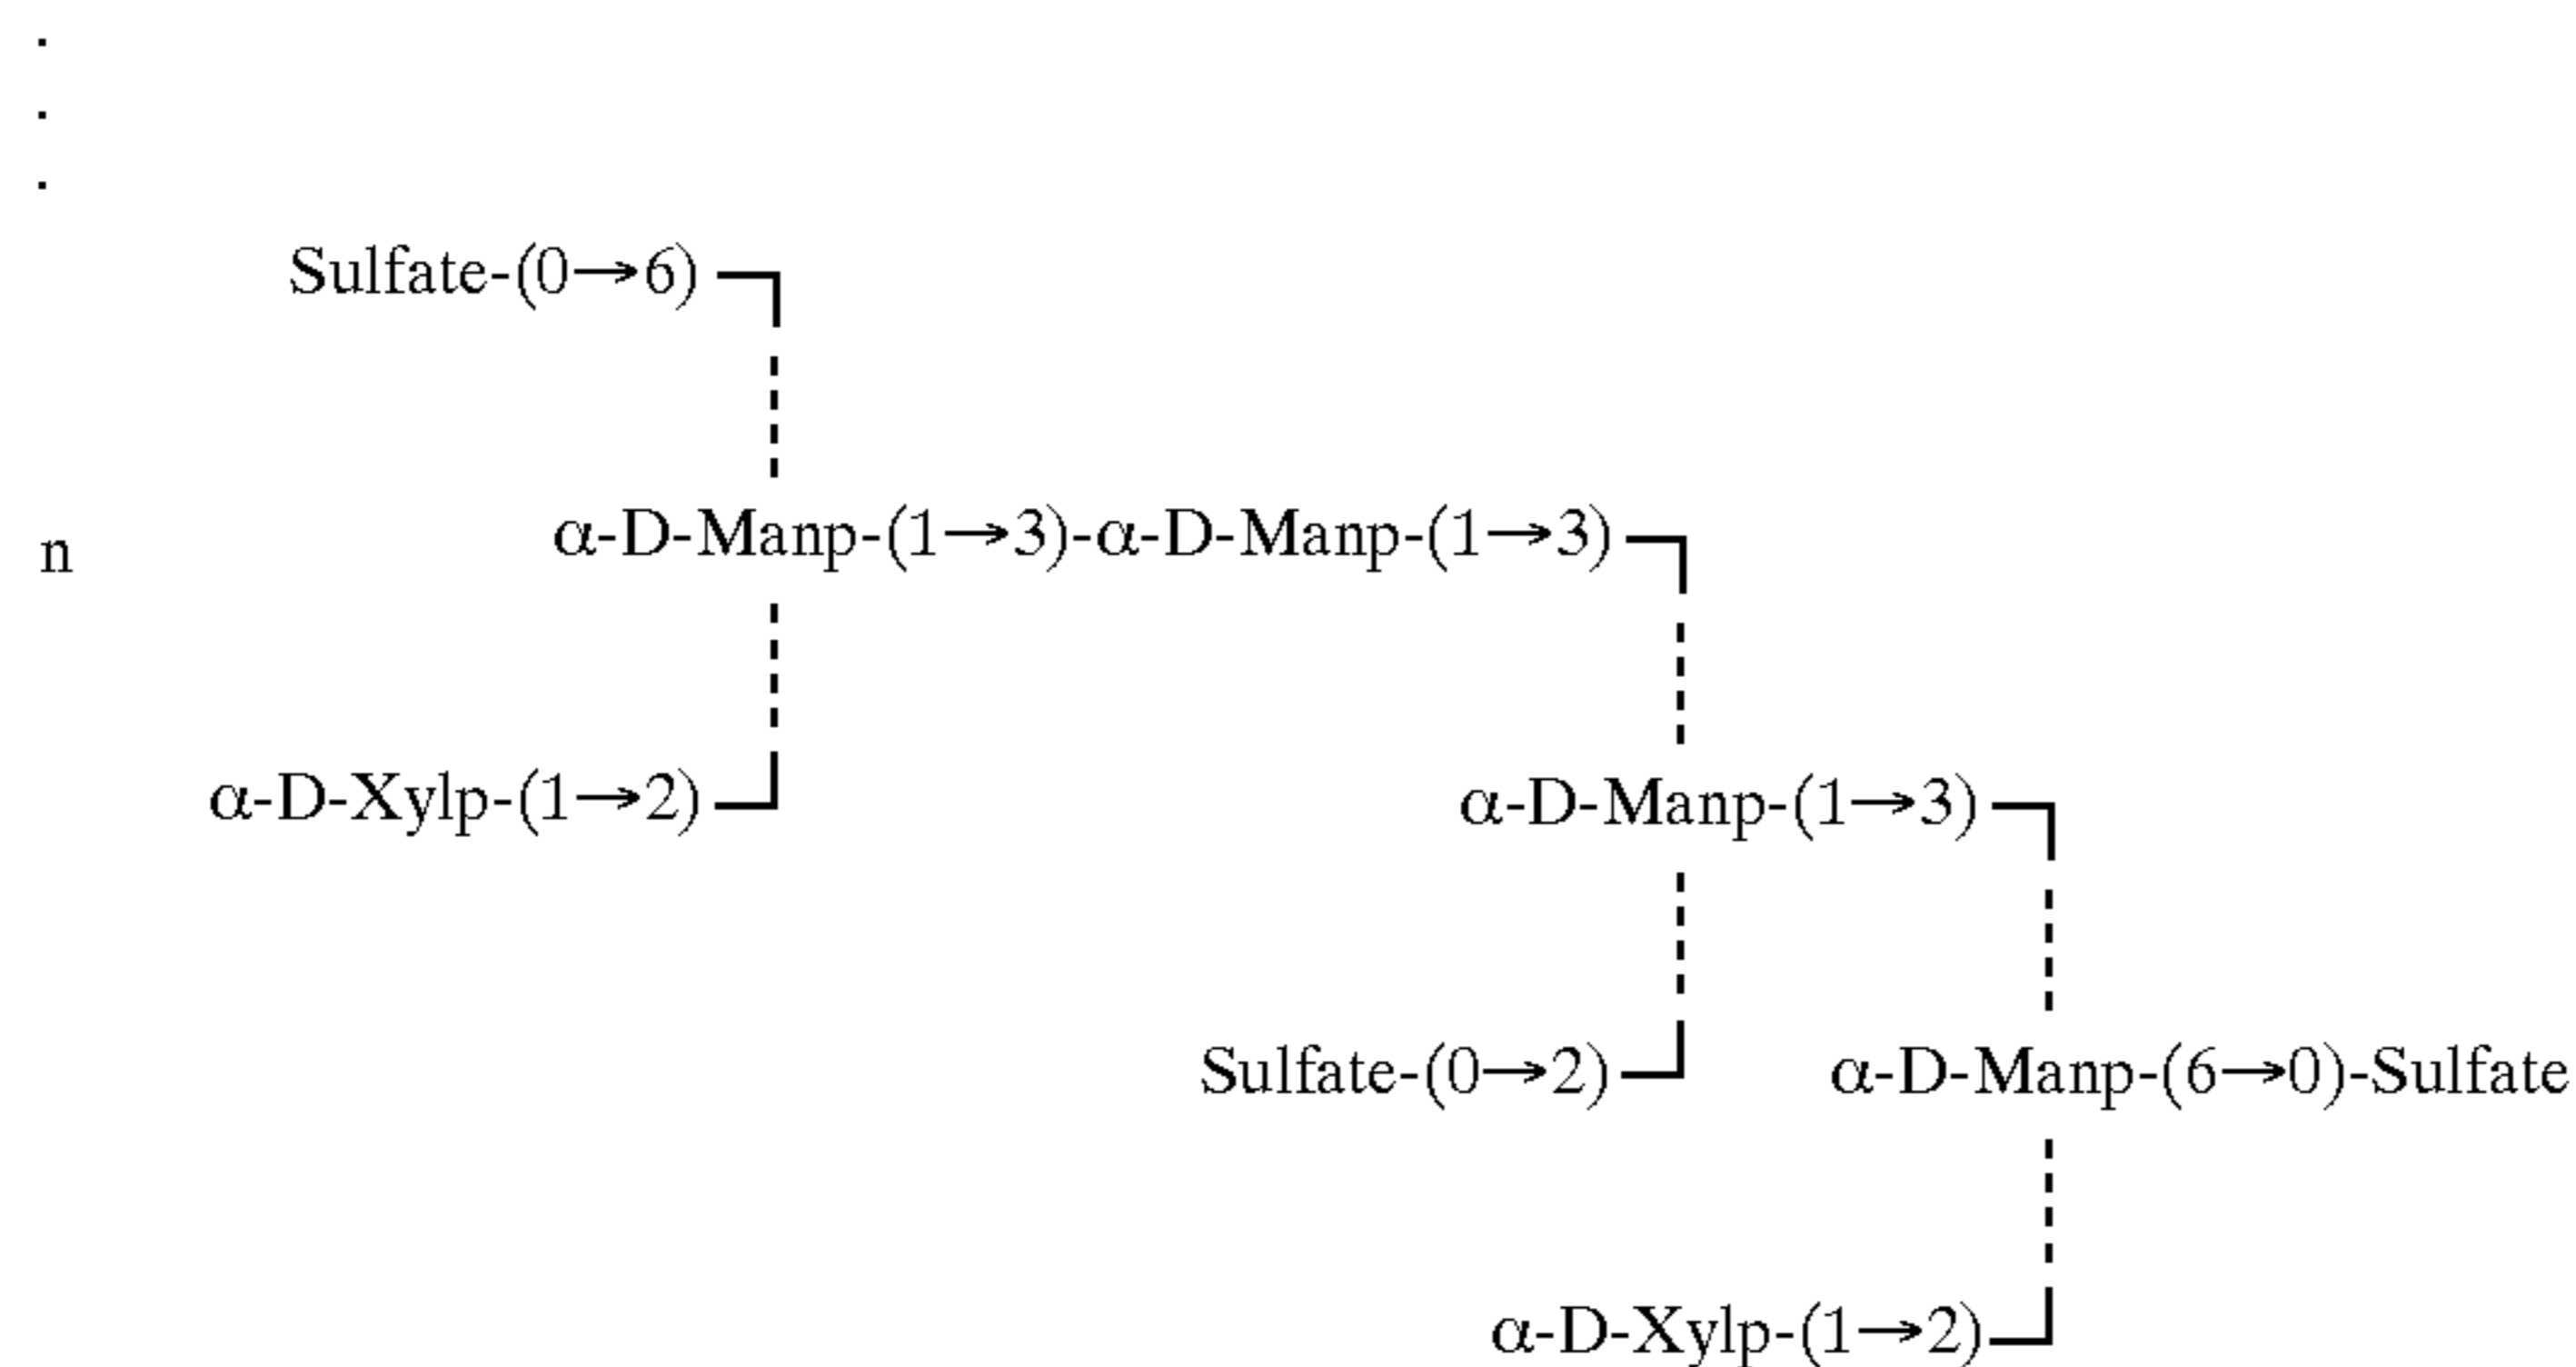 .
.
.
Sulfate-(0→6)
n α-D-Manp-(1→3)-α-D-Manp-(1→3)
α-D-Xylp-(1→2) α-D-Manp-(1→3)
Sulfate-(0→2) α-D-Manp-(6→0)-Sulfate
α-D-Xylp-(1→2)